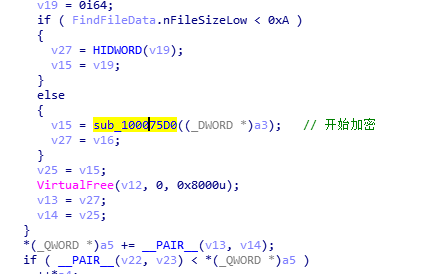 v19 = 0i64;
if ( FindFileData.nFileSizeLow < 0xA )
{
v27 = HIDWORD(v19);
v15 = v19;
}
else
{
v15 = sub_100075D0((_DWORD *)a3); // 开始加密
v27 = v16;
}
v25 = v15;
VirtualFree(v12, 0, 0x8000u);
v13 = v27;
v14 = v25;
}
*(_QWORD *)a5 += __PAIR__(v13, v14);
if ( __PAIR__(v22, v23) < *(_QWORD *)a5 )